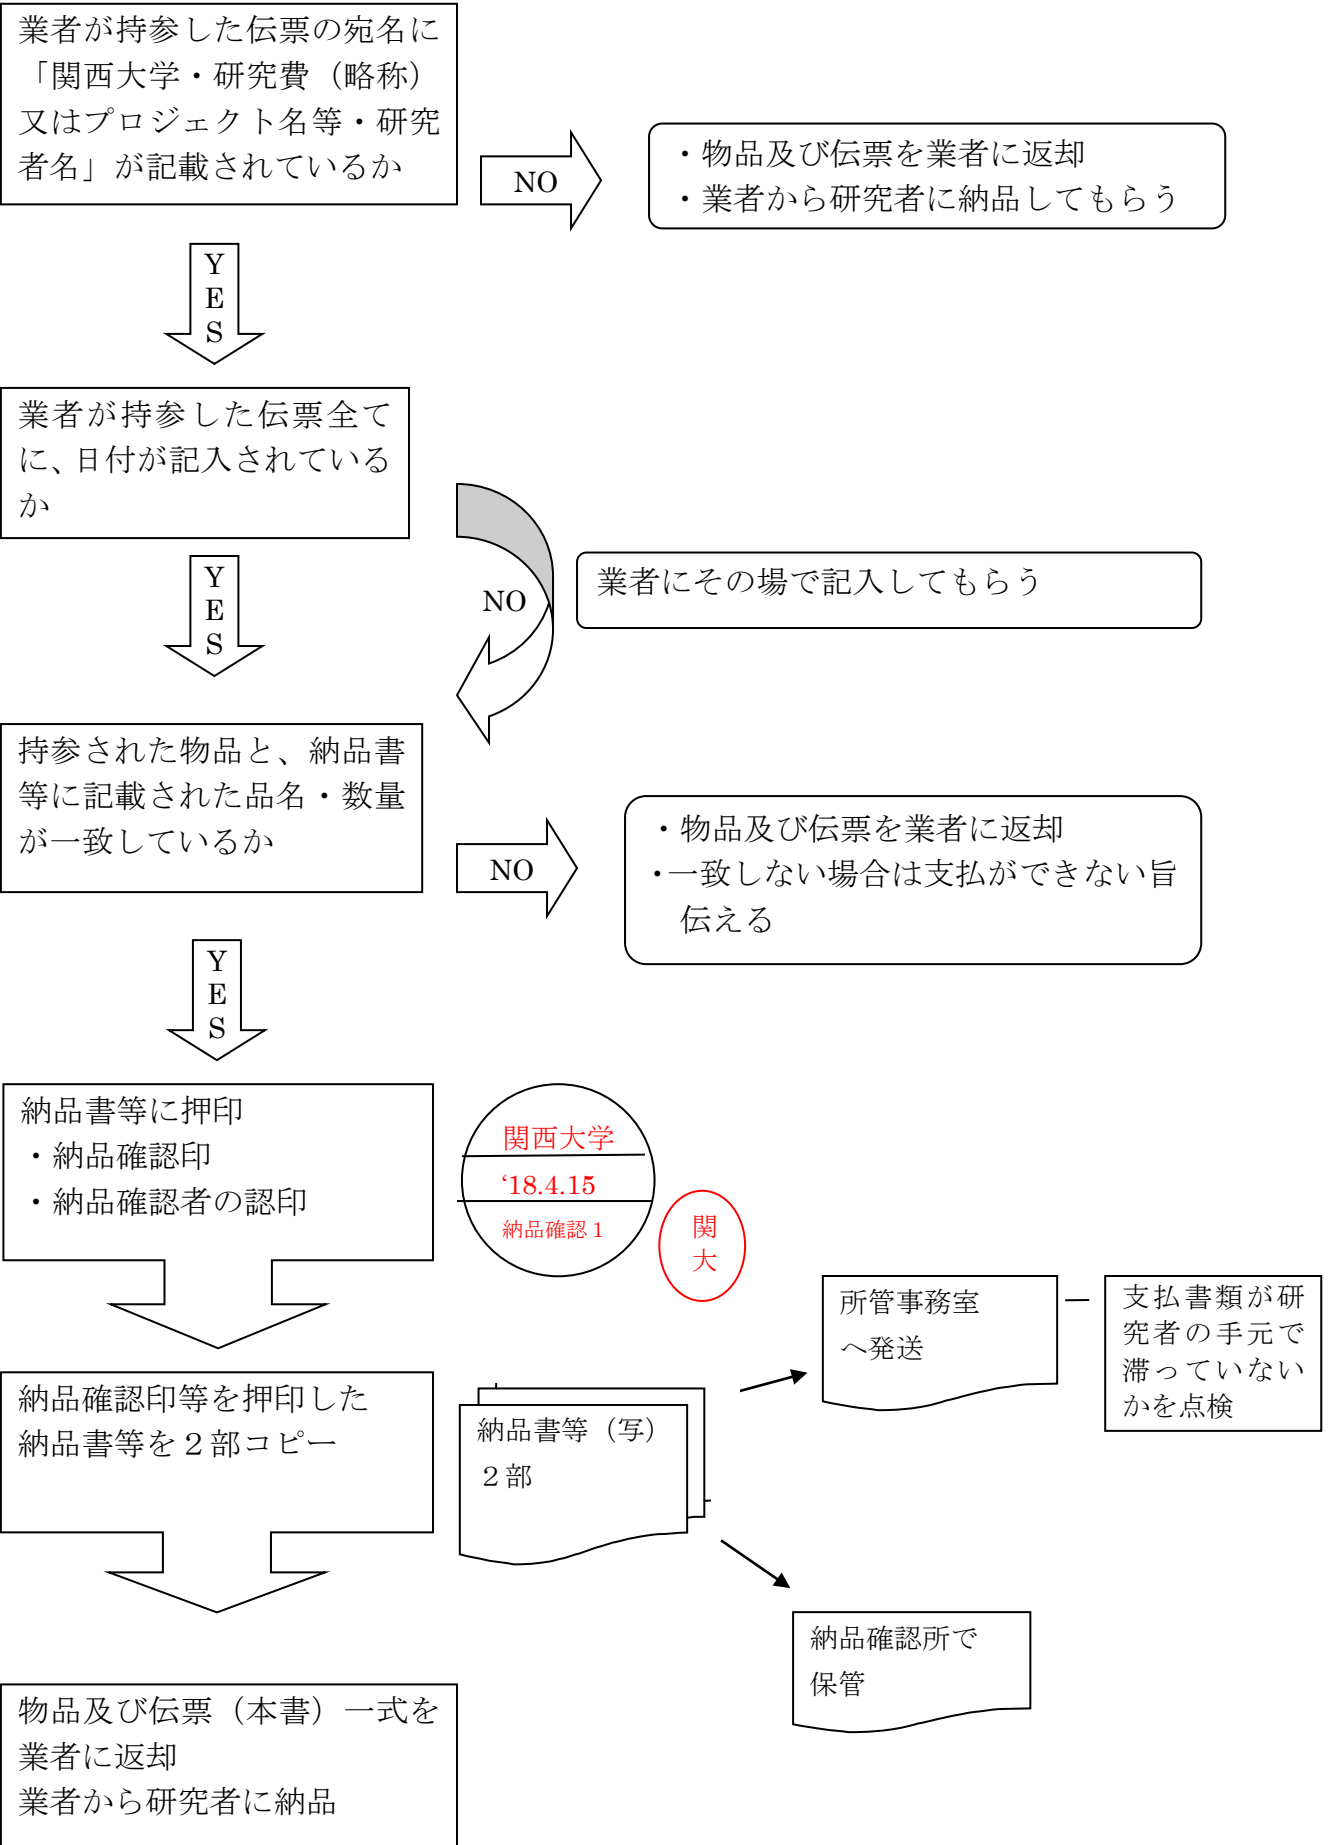 業者が持参した伝票の宛名に
「関西大学・研究費（略称）
又はプロジェクト名等・研究
者名」が記載されているか
NO
・物品及び伝票を業者に返却
・業者から研究者に納品してもらう
Y
E
S
業者が持参した伝票全て
に、日付が記入されている
か
Y
E
S
NO
業者にその場で記入してもらう
持参された物品と、納品書
等に記載された品名・数量
が一致しているか
NO
・物品及び伝票を業者に返却
・一致しない場合は支払ができない旨
伝える
Y
E
S
納品書等に押印
・納品確認印
・納品確認者の認印
関西大学
‘18.4.15
納品確認１
関
大
納品確認印等を押印した
納品書等を２部コピー
納品書等（写）
２部
所管事務室
へ発送
支払書類が研
究者の手元で
滞っていない
かを点検
納品確認所で
保管
物品及び伝票（本書）一式を
業者に返却
業者から研究者に納品